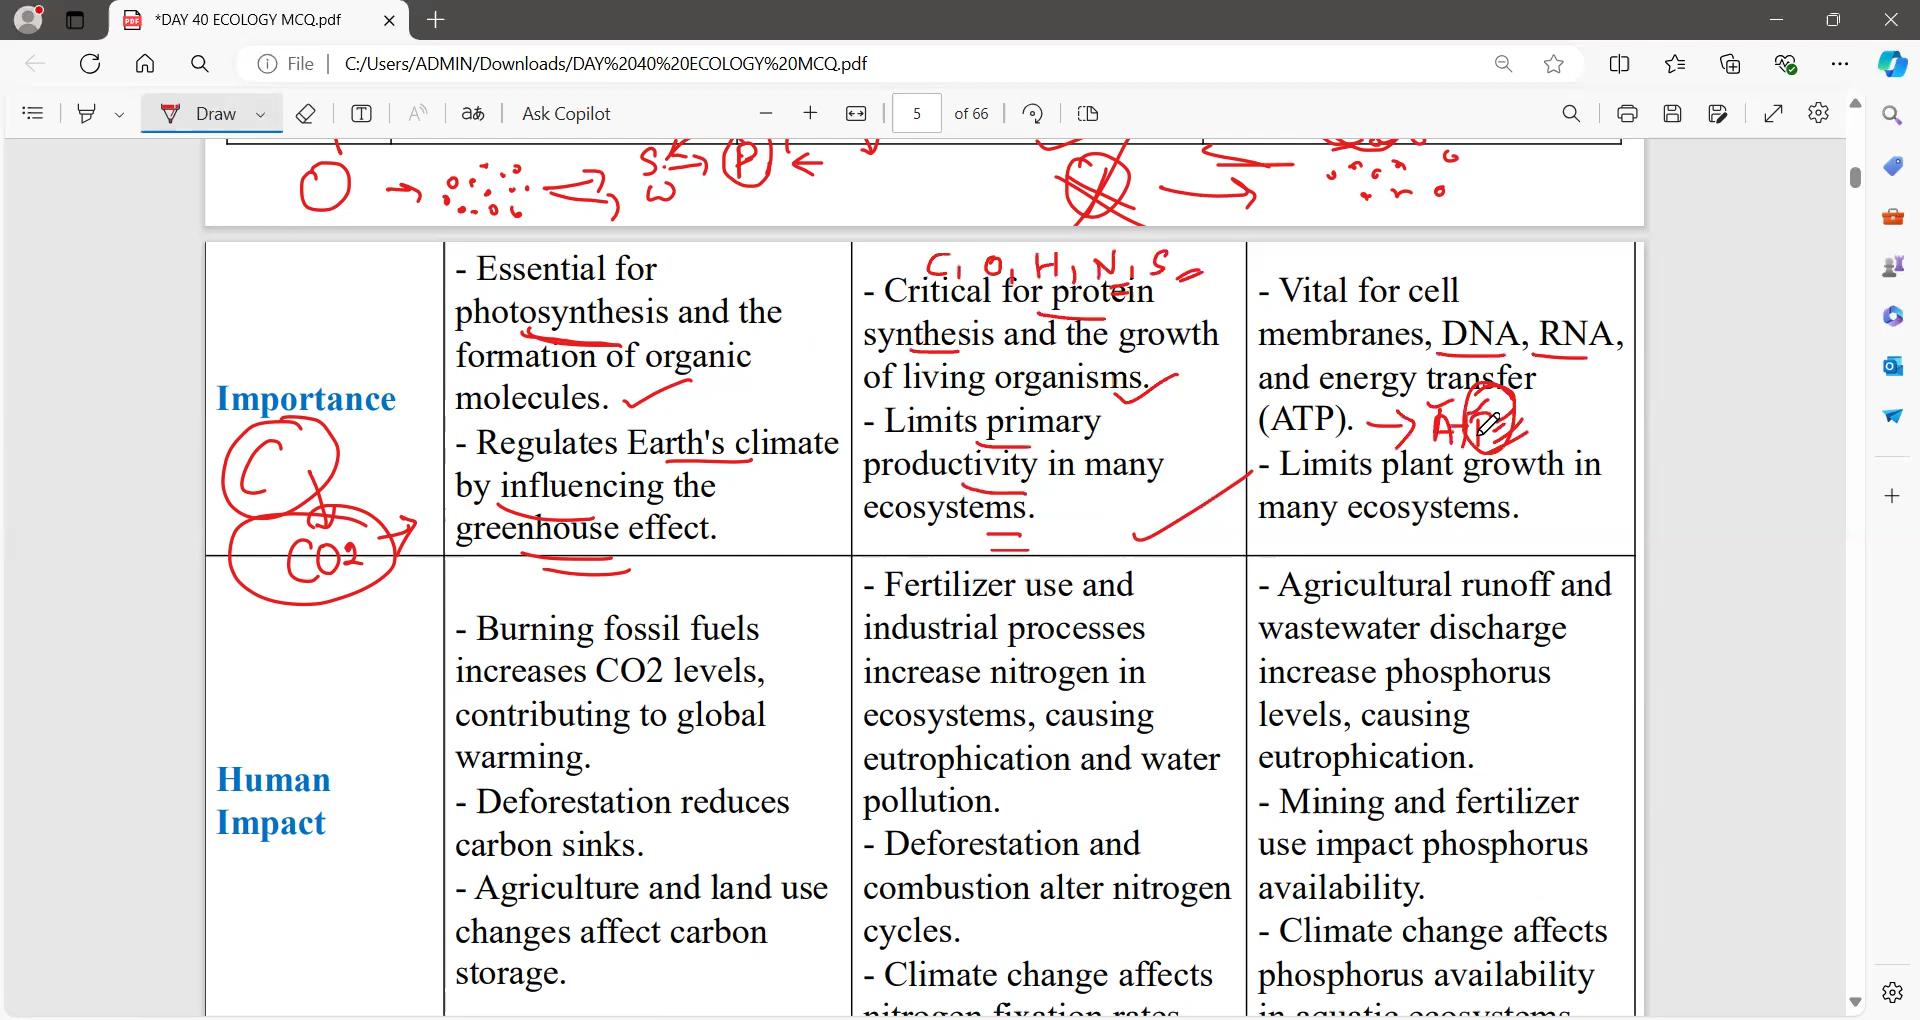 *DAY 40 ECOLOGY MCQ.pdf
File
C:/Users/ADMIN/Downloads/DAY%2040%20ECOLOGY%20MCQ.pdf
Draw
Ask Copilot
5
of 66
S
P
W
C, O, H, N, S
Importance
- Essential for
photosynthesis and the
formation of organic
molecules.
- Regulates Earth's climate
by influencing the
greenhouse effect.
- Critical for protein
synthesis and the growth
of living organisms.
- Limits primary
productivity in many
ecosystems.
- Vital for cell
membranes, DNA, RNA,
and energy transfer
(ATP).
- Limits plant growth in
many ecosystems.
C
CO2
Human
Impact
- Burning fossil fuels
increases CO2 levels,
contributing to global
warming.
- Deforestation reduces
carbon sinks.
- Agriculture and land use
changes affect carbon
storage.
- Fertilizer use and
industrial processes
increase nitrogen in
ecosystems, causing
eutrophication and water
pollution.
- Deforestation and
combustion alter nitrogen
cycles.
- Climate change affects
nitrogen fixation rates
- Agricultural runoff and
wastewater discharge
increase phosphorus
levels, causing
eutrophication.
- Mining and fertilizer
use impact phosphorus
availability.
- Climate change affects
phosphorus availability
in aquatic ecosystems